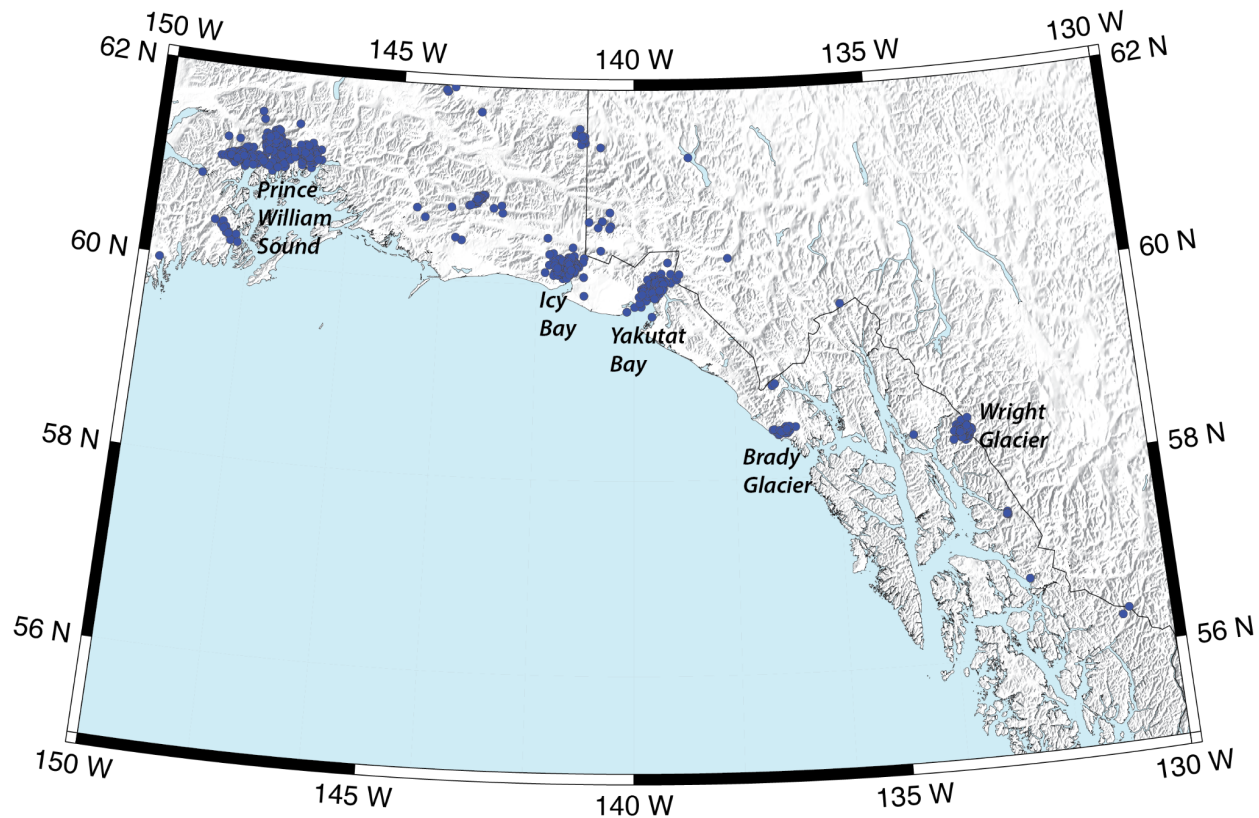 150 W
145 W
140 W
135 W
130 W
62 N
62 N
Prince
William
Sound
60 N
60 N
Icy
Bay
Yakutat
Bay
Wright
Glacier
58 N
58 N
Brady
Glacier
56 N
56 N
150 W
145 W
140 W
135 W
130 W